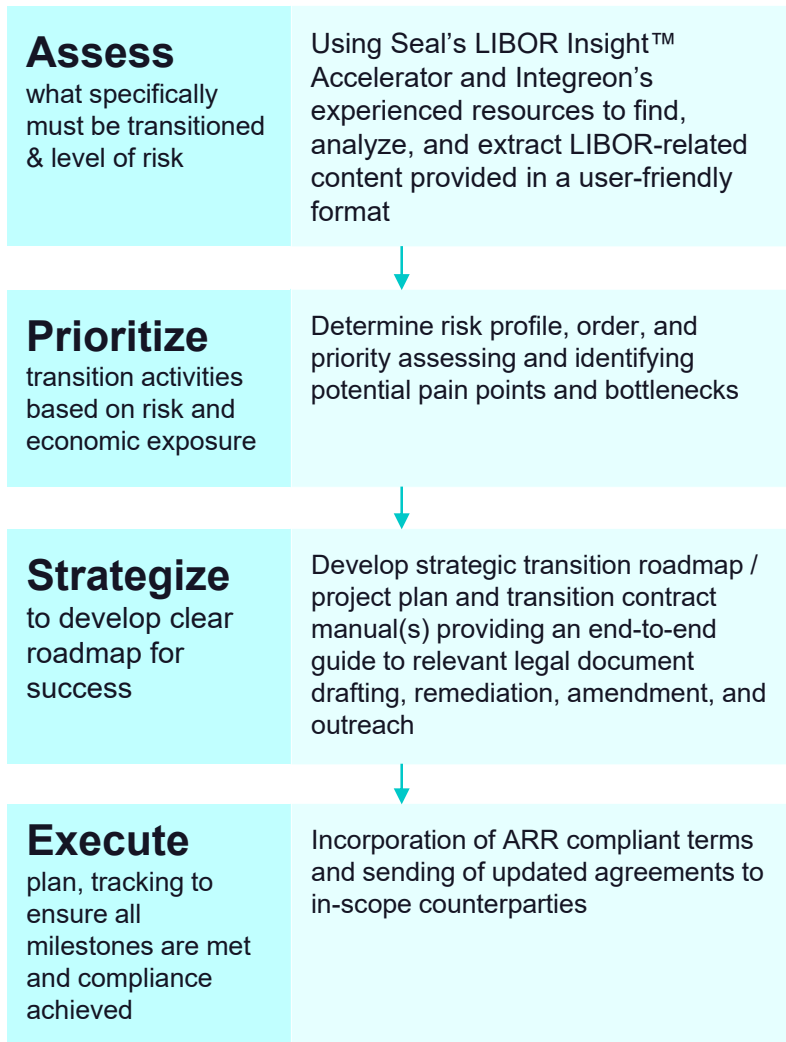 Assess
what specifically
must be transitioned
& level of risk
Using Seal’s LIBOR Insight™
Accelerator and Integreon’s
experienced resources to find,
analyze, and extract LIBOR-related
content provided in a user-friendly
format
Prioritize
transition activities
based on risk and
economic exposure
Determine risk profile, order, and
priority assessing and identifying
potential pain points and bottlenecks
Strategize
to develop clear
roadmap for
success
Develop strategic transition roadmap /
project plan and transition contract
manual(s) providing an end-to-end
guide to relevant legal document
drafting, remediation, amendment, and
outreach
Execute
plan, tracking to
ensure all
milestones are met
and compliance
achieved
Incorporation of ARR compliant terms
and sending of updated agreements to
in-scope counterparties